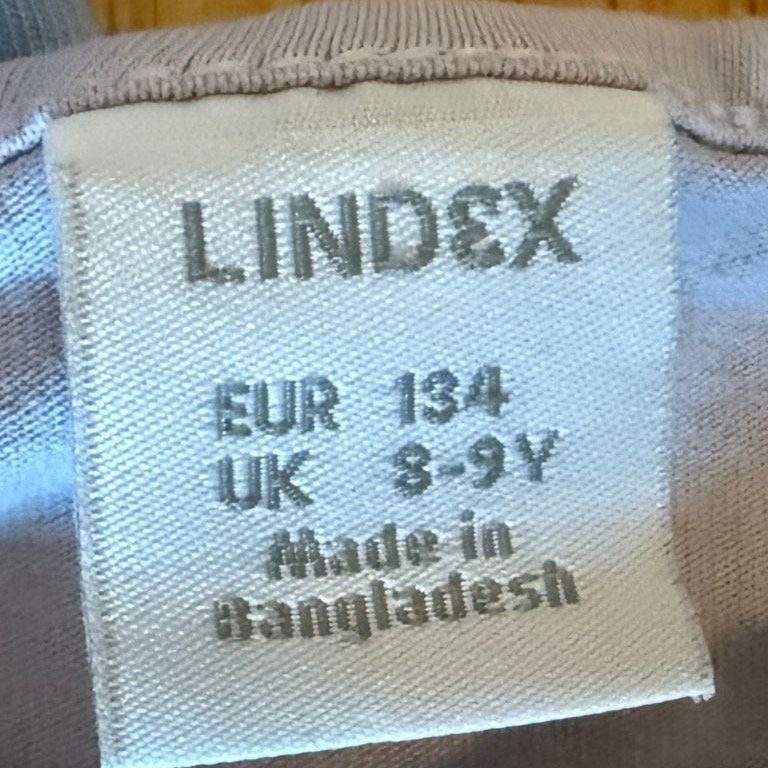 LINDEX
EUR 134
UK 8-9Y
Made in
Bangladesh